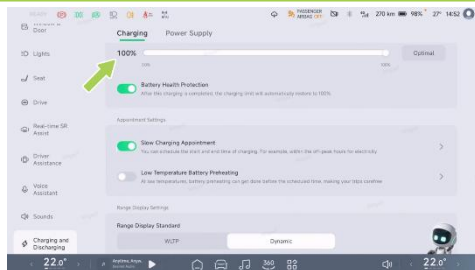 PASSENGER
AIRBAG OFF
270 km
98%
27°
14:52
Door
Charging
Power Supply
Lights
100%
Optimal
Seat
Battery Health Protection
After this charging is completed, the charging limit will automatically restore to 100%.
Drive
Appointment Settings
Real-time SR
Assist
Slow Charging Appointment
You can schedule the start and end time of charging. For example, within the off-peak hours for electricity.
Driver
Assistance
Low Temperature Battery Preheating
At low temperatures, battery preheating can get done before the scheduled time, making your trips carefree
Voice
Assistant
Range Display Settings
Sounds
Range Display Standard
WLTP
Dynamic
Charging and
Discharging
22.0°
360
22.0°